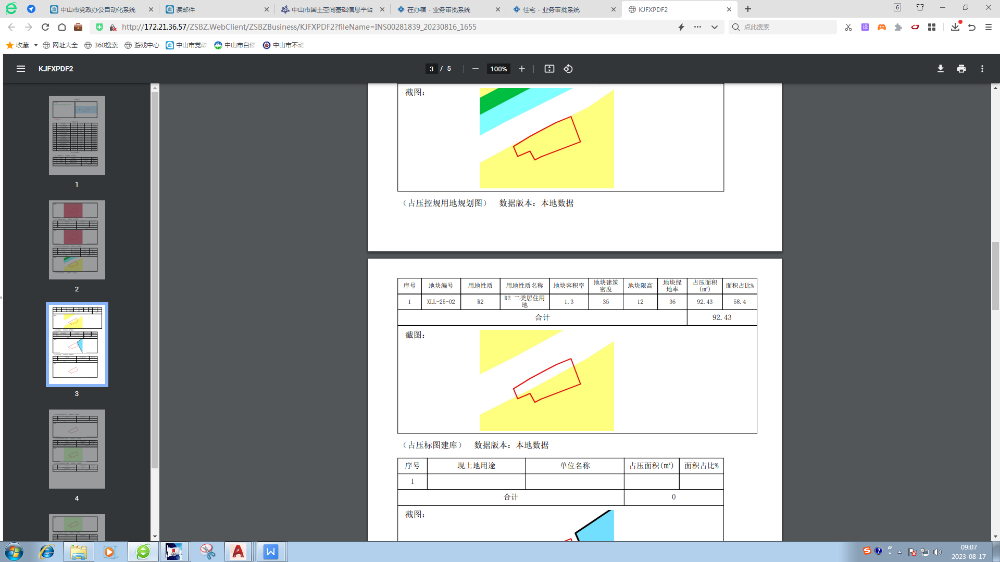 中山市党政办公自动化系统
读邮件
中山市国土空间基础信息平台
在办箱 - 业务审批系统
住宅 - 业务审批系统
KJFXPDF2
6
http://172.21.36.57/ZSBZ.WebClient/ZSBZBusiness/KJFXPDF2?fileName=INS00281839_20230816_1655
点此搜索
译
收藏
网址大全
360搜索
游戏中心
中山市党政
中山市自然
中山市不动
KJFXPDF2
3 / 5
100%
1
2
3
4
截图：
（占压控规用地规划图） 数据版本：本地数据
序号 地块编号 用地性质 用地性质名称 地块容积率 地块建筑密度 地块限高 地块绿地率 占压面积(㎡) 面积占比%
1 XLL-25-02 R2 R2 二类居住用地 1.3 35 12 36 92.43 58.4
合计 92.43
截图：
（占压标图建库） 数据版本：本地数据
序号 现土地用途 单位名称 占压面积(㎡) 面积占比%
1
合计 0
截图：
09:07
2023-08-17